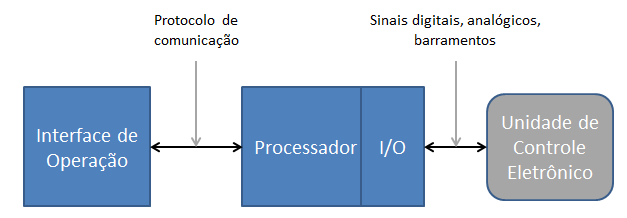 Protocolo de
comunicação
Sinais digitais, analógicos,
barramentos
Interface de
Operação
Processador
I/O
Unidade de
Controle
Eletrônico